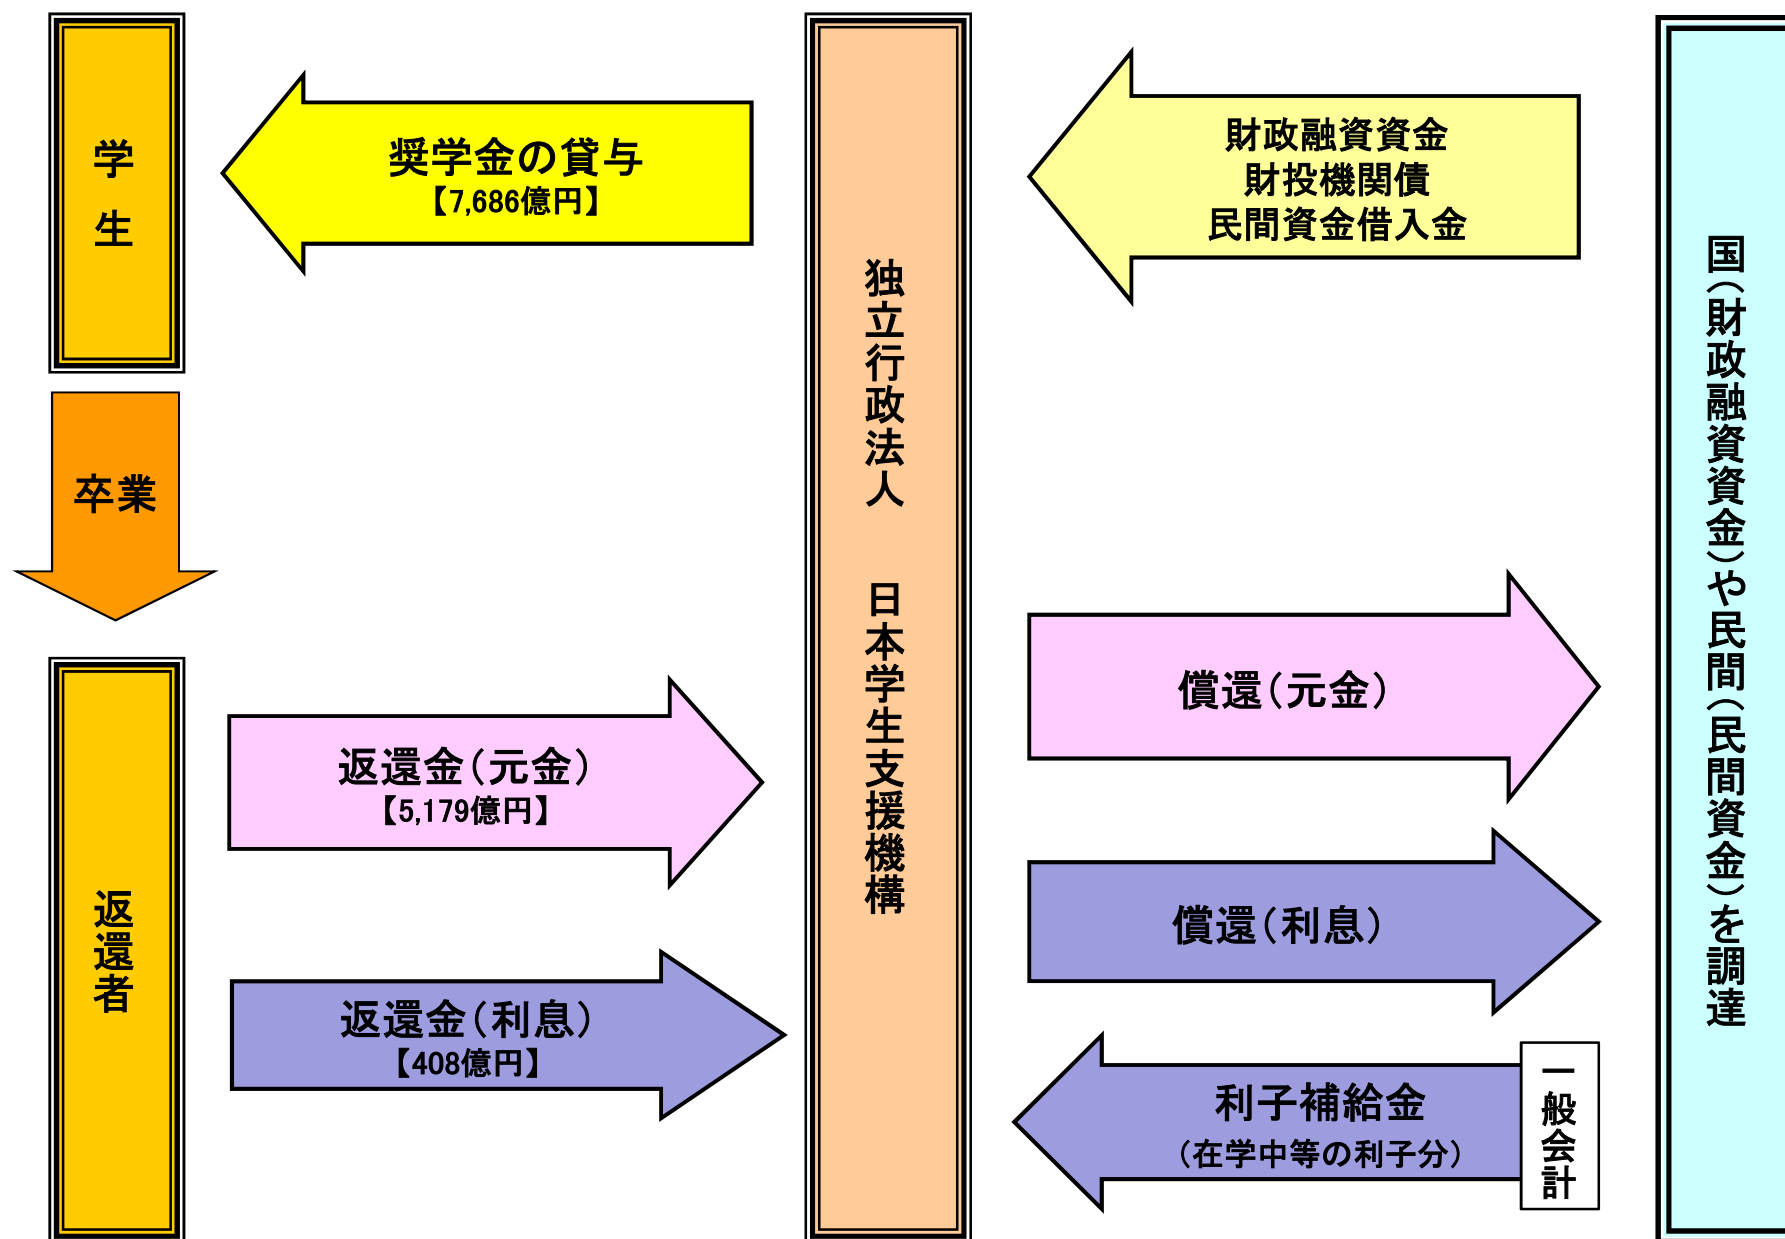 学生
奨学金の貸与
【7,686億円】
財政融資資金
財投機関債
民間資金借入金
卒業
独立行政法人　日本学生支援機構
国（財政融資資金）や民間（民間資金）を調達
返還者
返還金（元金）
【5,179億円】
返還金（利息）
【408億円】
償還（元金）
償還（利息）
利子補給金
（在学中等の利子分）
一般会計